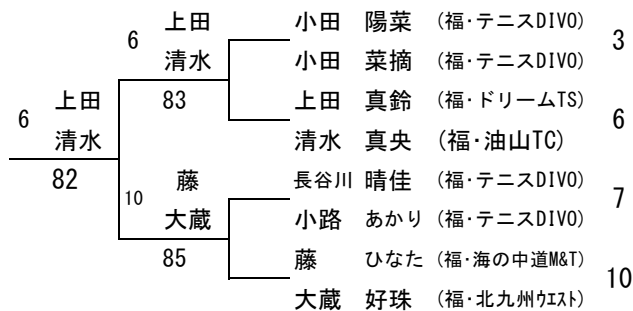 上田 小田 陽菜 (福・テニスDIVO)
6 3
清水 小田 菜摘 (福・テニスDIVO)
上田 83 上田 真鈴 (福・ドリームTS)
6 6
清水 清水 真央 (福・油山TC)
82 藤 長谷川 晴佳 (福・テニスDIVO)
10 7
大蔵 小路 あかり (福・テニスDIVO)
85 藤 ひなた (福・海の中道M&T)
10
大蔵 好珠 (福・北九州ウエスト)